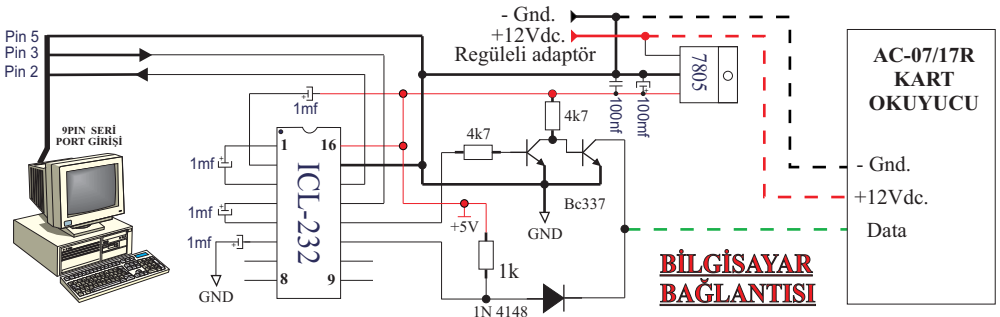 Pin 5
Pin 3
Pin 2
- Gnd.
+12Vdc.
Regüleli adaptör
7805
100nf
100mf
AC-07/17R
KART
OKUYUCU
- Gnd.
+12Vdc.
Data
9PIN SERİ
PORT GİRİŞİ
1mf
1mf
1mf
1mf
1
16
8
9
ICL-232
GND
4k7
4k7
Bc337
GND
+5V
1k
1N 4148
BİLGİSAYAR
BAĞLANTISI